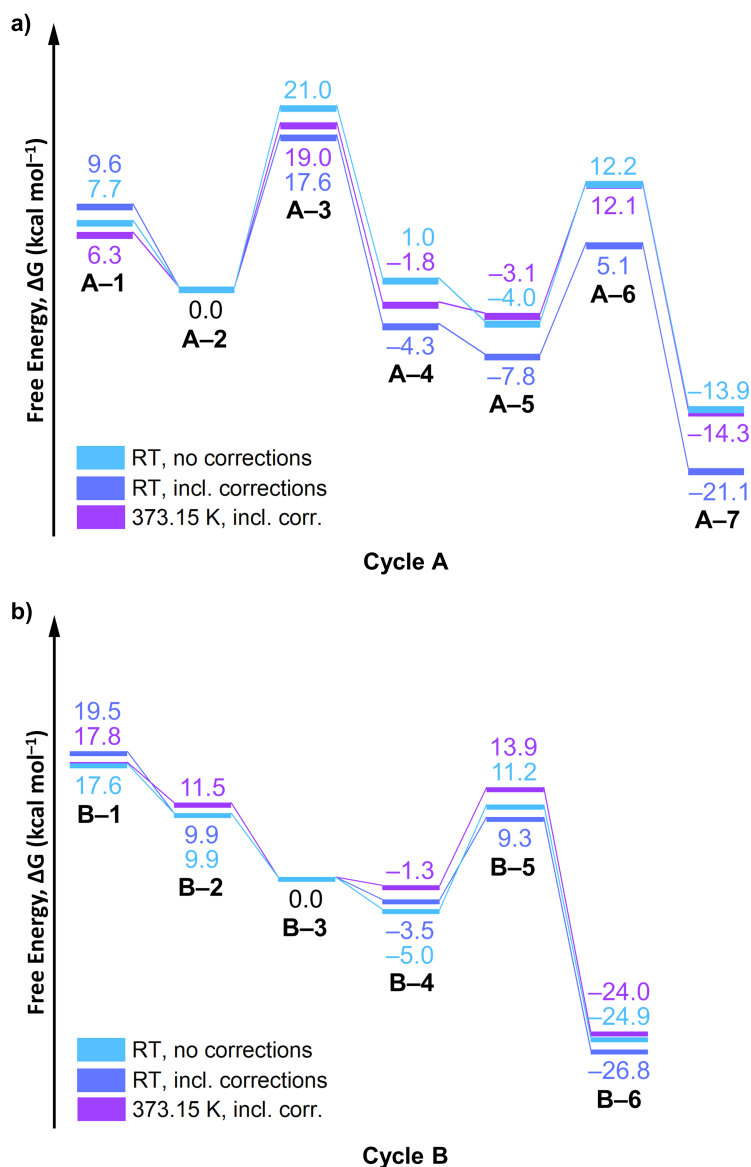 a)
Free Energy, ΔG (kcal mol⁻¹)
9.6
7.7
6.3
A–1
0.0
A–2
21.0
19.0
17.6
A–3
1.0
–1.8
–4.3
A–4
–3.1
–4.0
–7.8
A–5
12.2
12.1
5.1
A–6
–13.9
–14.3
–21.1
A–7
RT, no corrections
RT, incl. corrections
373.15 K, incl. corr.
Cycle A
b)
Free Energy, ΔG (kcal mol⁻¹)
19.5
17.8
17.6
B–1
11.5
9.9
9.9
B–2
0.0
B–3
–1.3
–3.5
–5.0
B–4
13.9
11.2
9.3
B–5
–24.0
–24.9
–26.8
B–6
RT, no corrections
RT, incl. corrections
373.15 K, incl. corr.
Cycle B